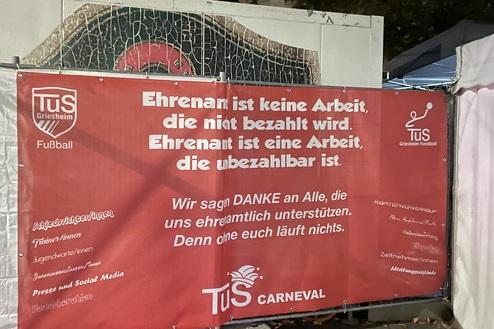 TuS
Griesheim
Fußball
Ehrenamt ist keine Arbeit,
die nicht bezahlt wird.
Ehrenamt ist eine Arbeit,
die unbezahlbar ist.
TuS
Griesheim Handball
Wir sagen DANKE an Alle, die
uns ehrenamtlich unterstützen.
Denn ohne euch läuft nichts.
Schiedsrichter/innen
Trainer/innen
Jugendwarte/innen
Presse und Social Media
Zeitnehmer/innen
TuS CARNEVAL